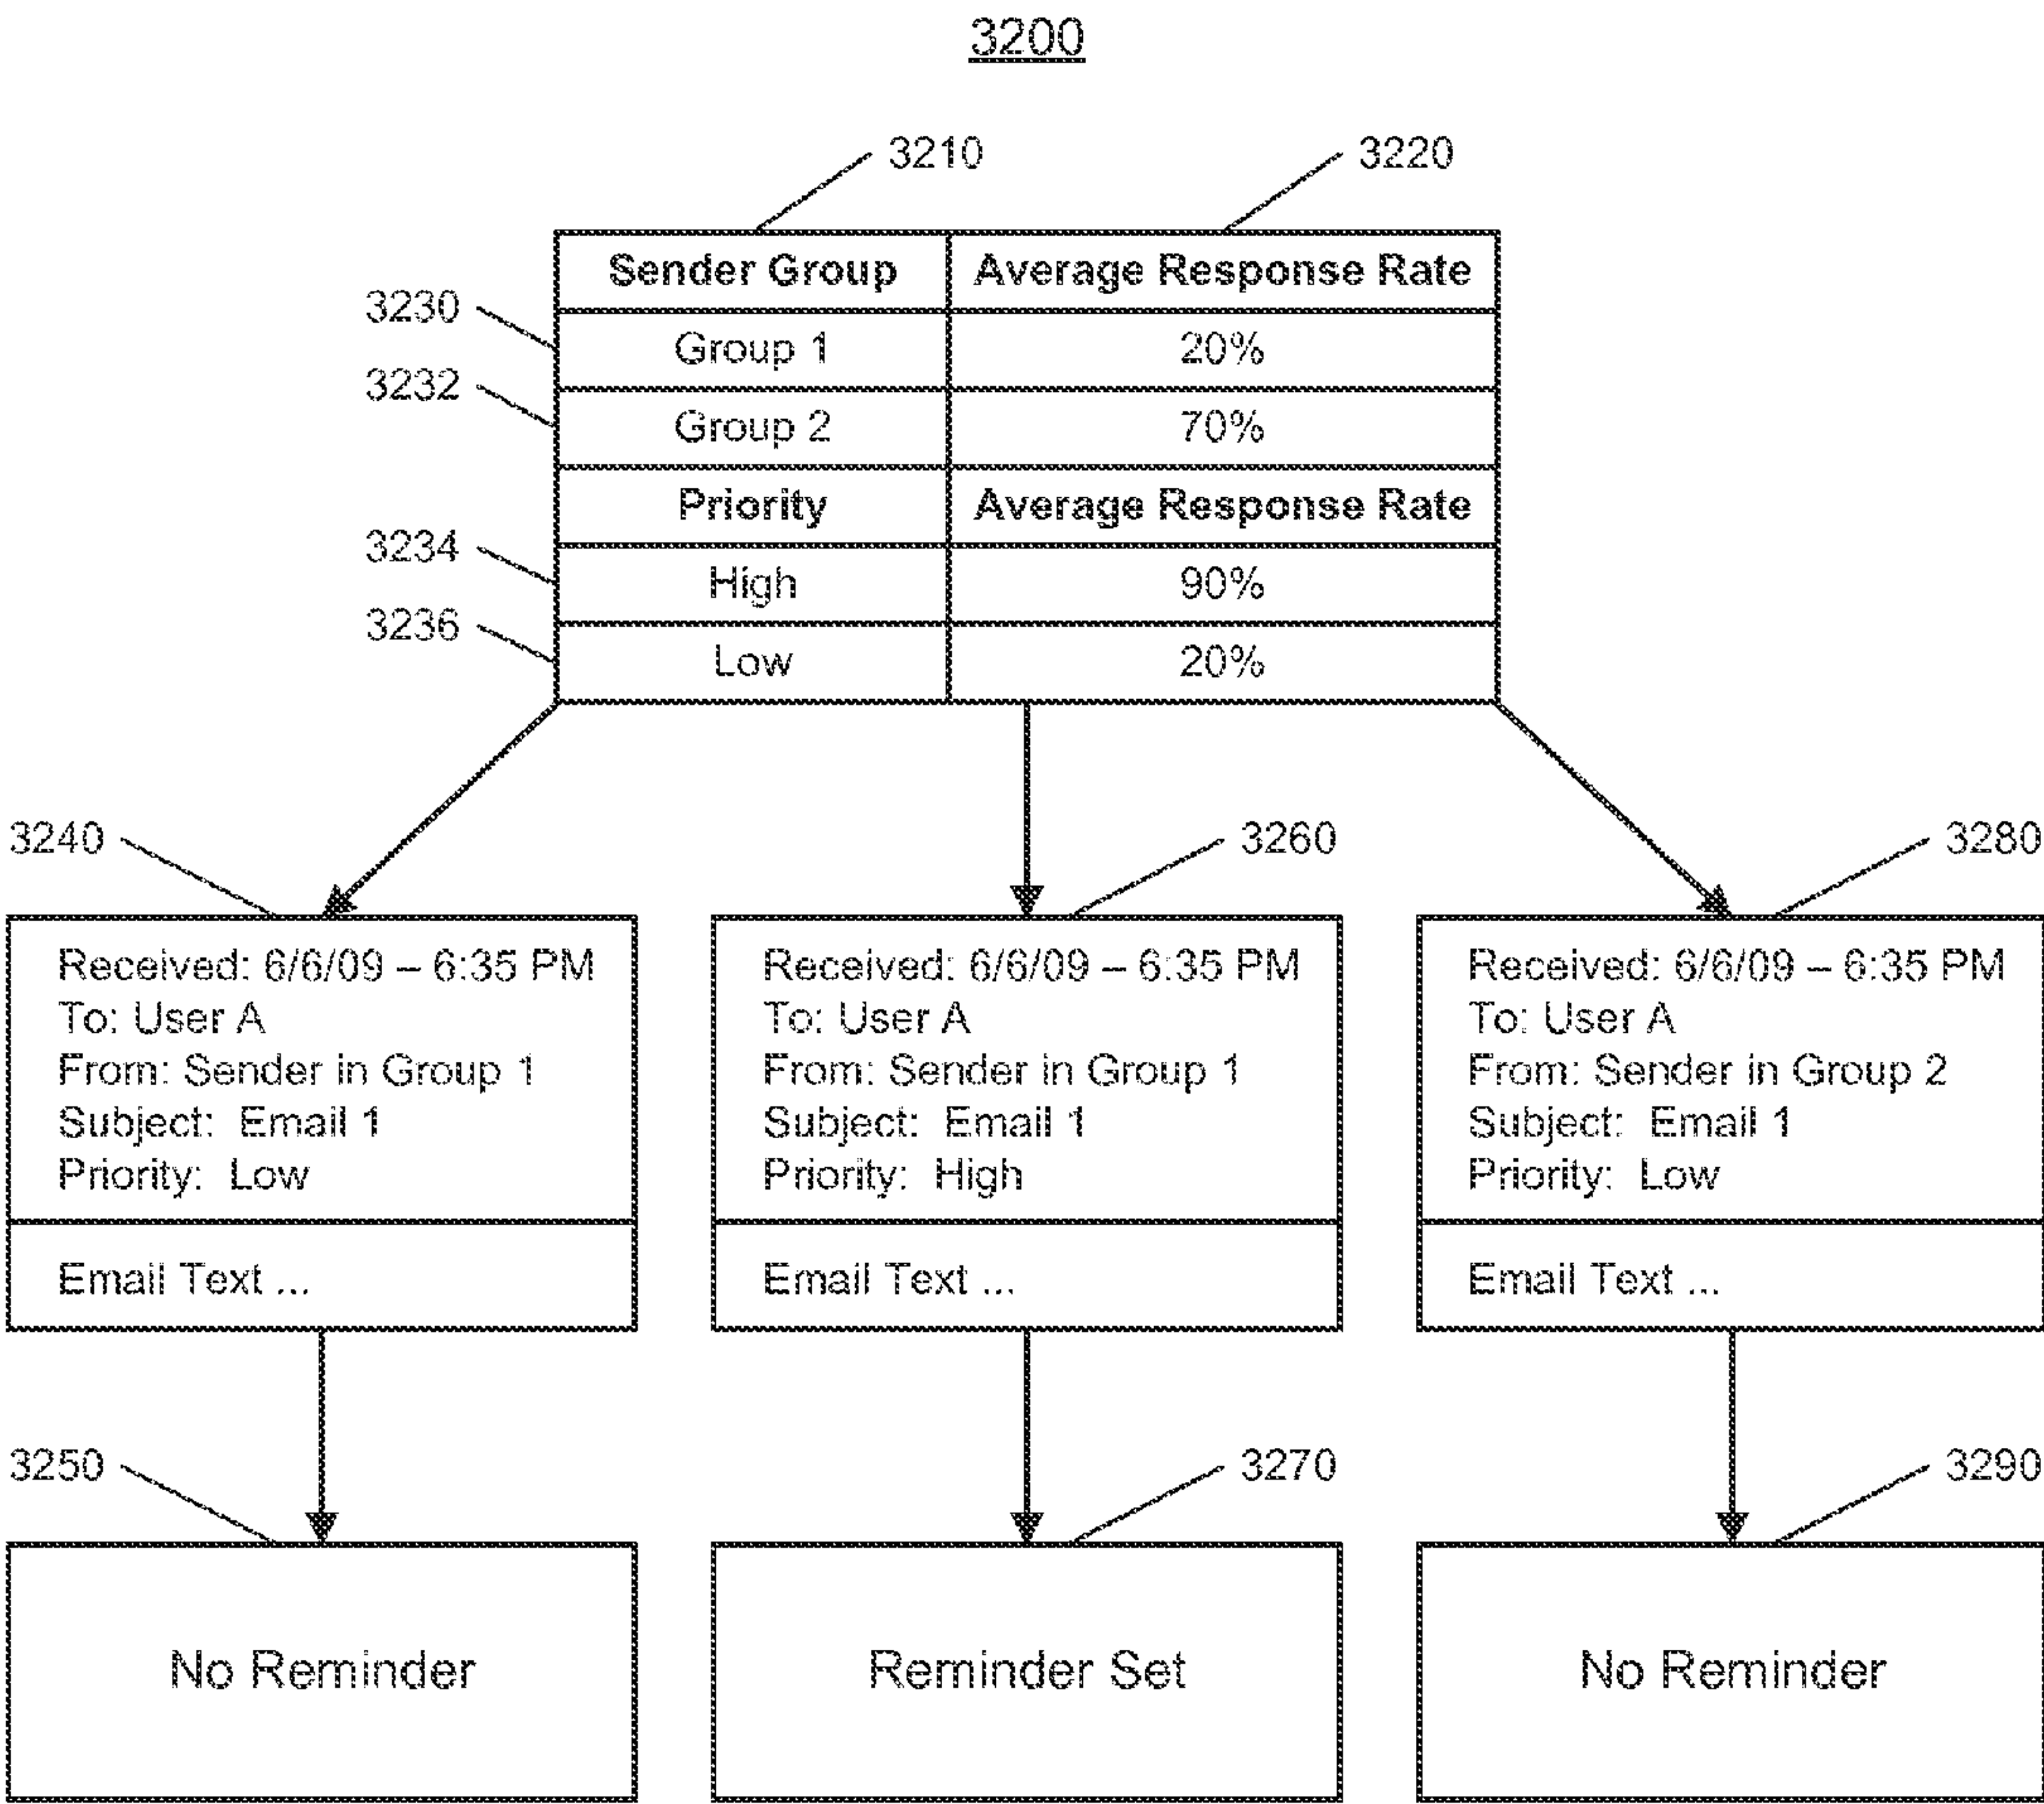 3200
3210
3220
Sender Group Average Response Rate
3230
Group 1 20%
3232
Group 2 70%
Priority Average Response Rate
3234
High 90%
3236
Low 20%
3240
3260
3280
Received: 6/6/09 – 6:35 PM
To: User A
From: Sender in Group 1
Subject: Email 1
Priority: Low
Email Text ...
Received: 6/6/09 – 6:35 PM
To: User A
From: Sender in Group 1
Subject: Email 1
Priority: High
Email Text ...
Received: 6/6/09 – 6:35 PM
To: User A
From: Sender in Group 2
Subject: Email 1
Priority: Low
Email Text ...
3250
3270
3290
No Reminder
Reminder Set
No Reminder